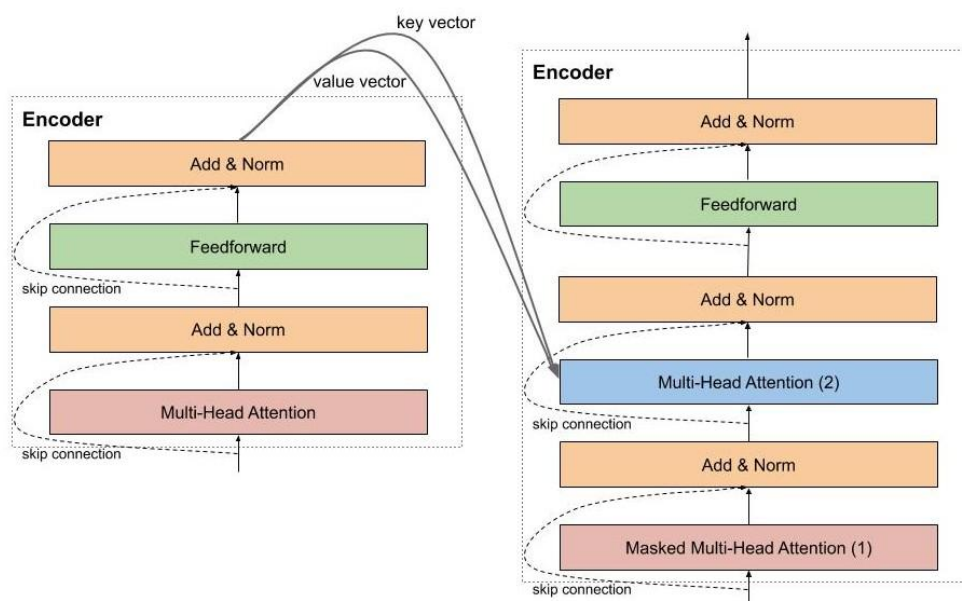 key vector
value vector
Encoder
Add & Norm
Feedforward
skip connection
Add & Norm
Multi-Head Attention
skip connection
Encoder
Add & Norm
Feedforward
Add & Norm
Multi-Head Attention (2)
skip connection
Add & Norm
Masked Multi-Head Attention (1)
skip connection